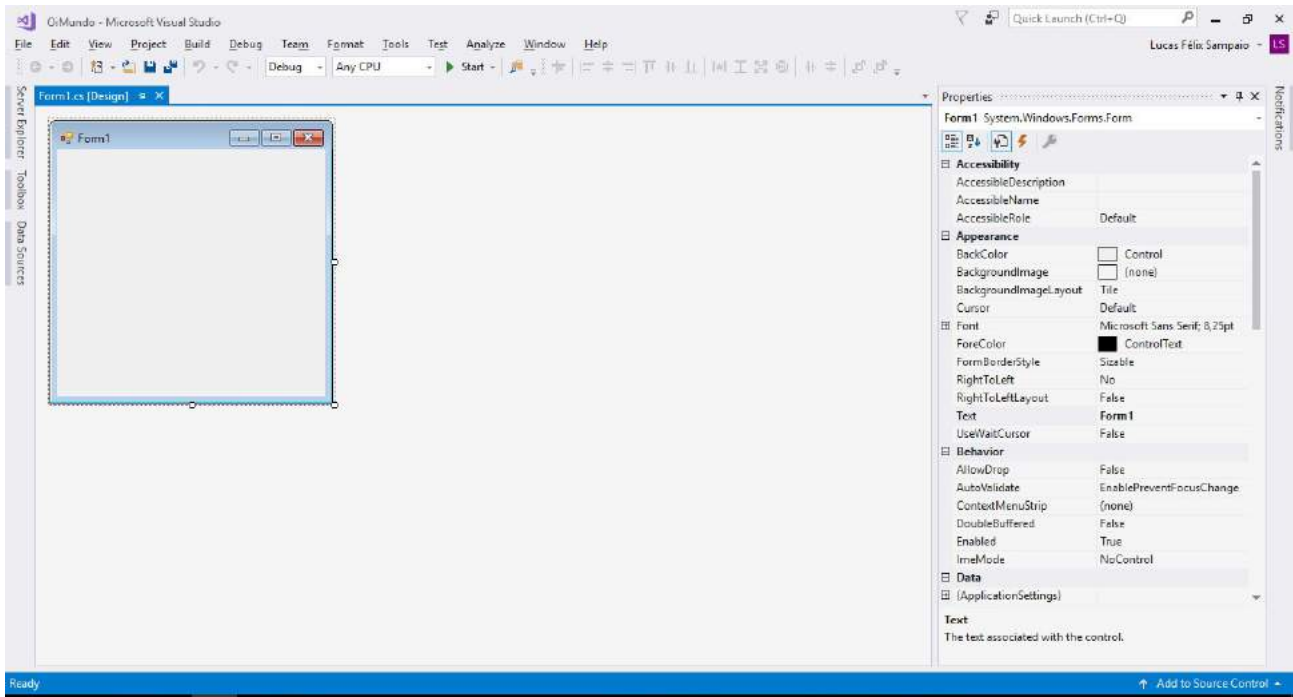 OiMundo - Microsoft Visual Studio
Quick Launch (Ctrl+Q)
File Edit View Project Build Debug Team Format Tools Test Analyze Window Help
Lucas Félix Sampaio
LS
Debug Any CPU Start
Server Explorer
Toolbox
Data Sources
Form1.cs [Design]
Form1
Properties
Form1 System.Windows.Forms.Form
Accessibility
AccessibleDescription
AccessibleName
AccessibleRole Default
Appearance
BackColor Control
BackgroundImage (none)
BackgroundImageLayout Tile
Cursor Default
Font Microsoft Sans Serif; 8,25pt
ForeColor ControlText
FormBorderStyle Sizable
RightToLeft No
RightToLeftLayout False
Text Form1
UseWaitCursor False
Behavior
AllowDrop False
AutoValidate EnablePreventFocusChange
ContextMenuStrip (none)
DoubleBuffered False
Enabled True
ImeMode NoControl
Data
(ApplicationSettings)
Text
The text associated with the control.
Notifications
Ready
Add to Source Control